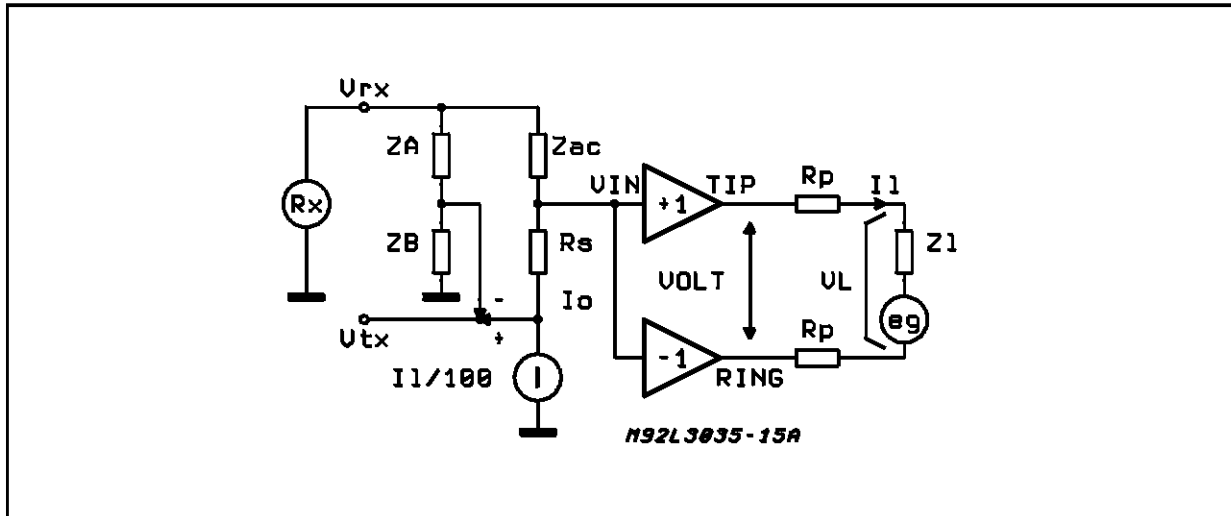 Vrx
ZA
Zac
Rx
VIN
+1
TIP
Rp
Il
ZB
Rs
VOLT
VL
Zl
eg
Io
-
+
Vtx
Il/100
I
-1
RING
Rp
M92L3035-15A